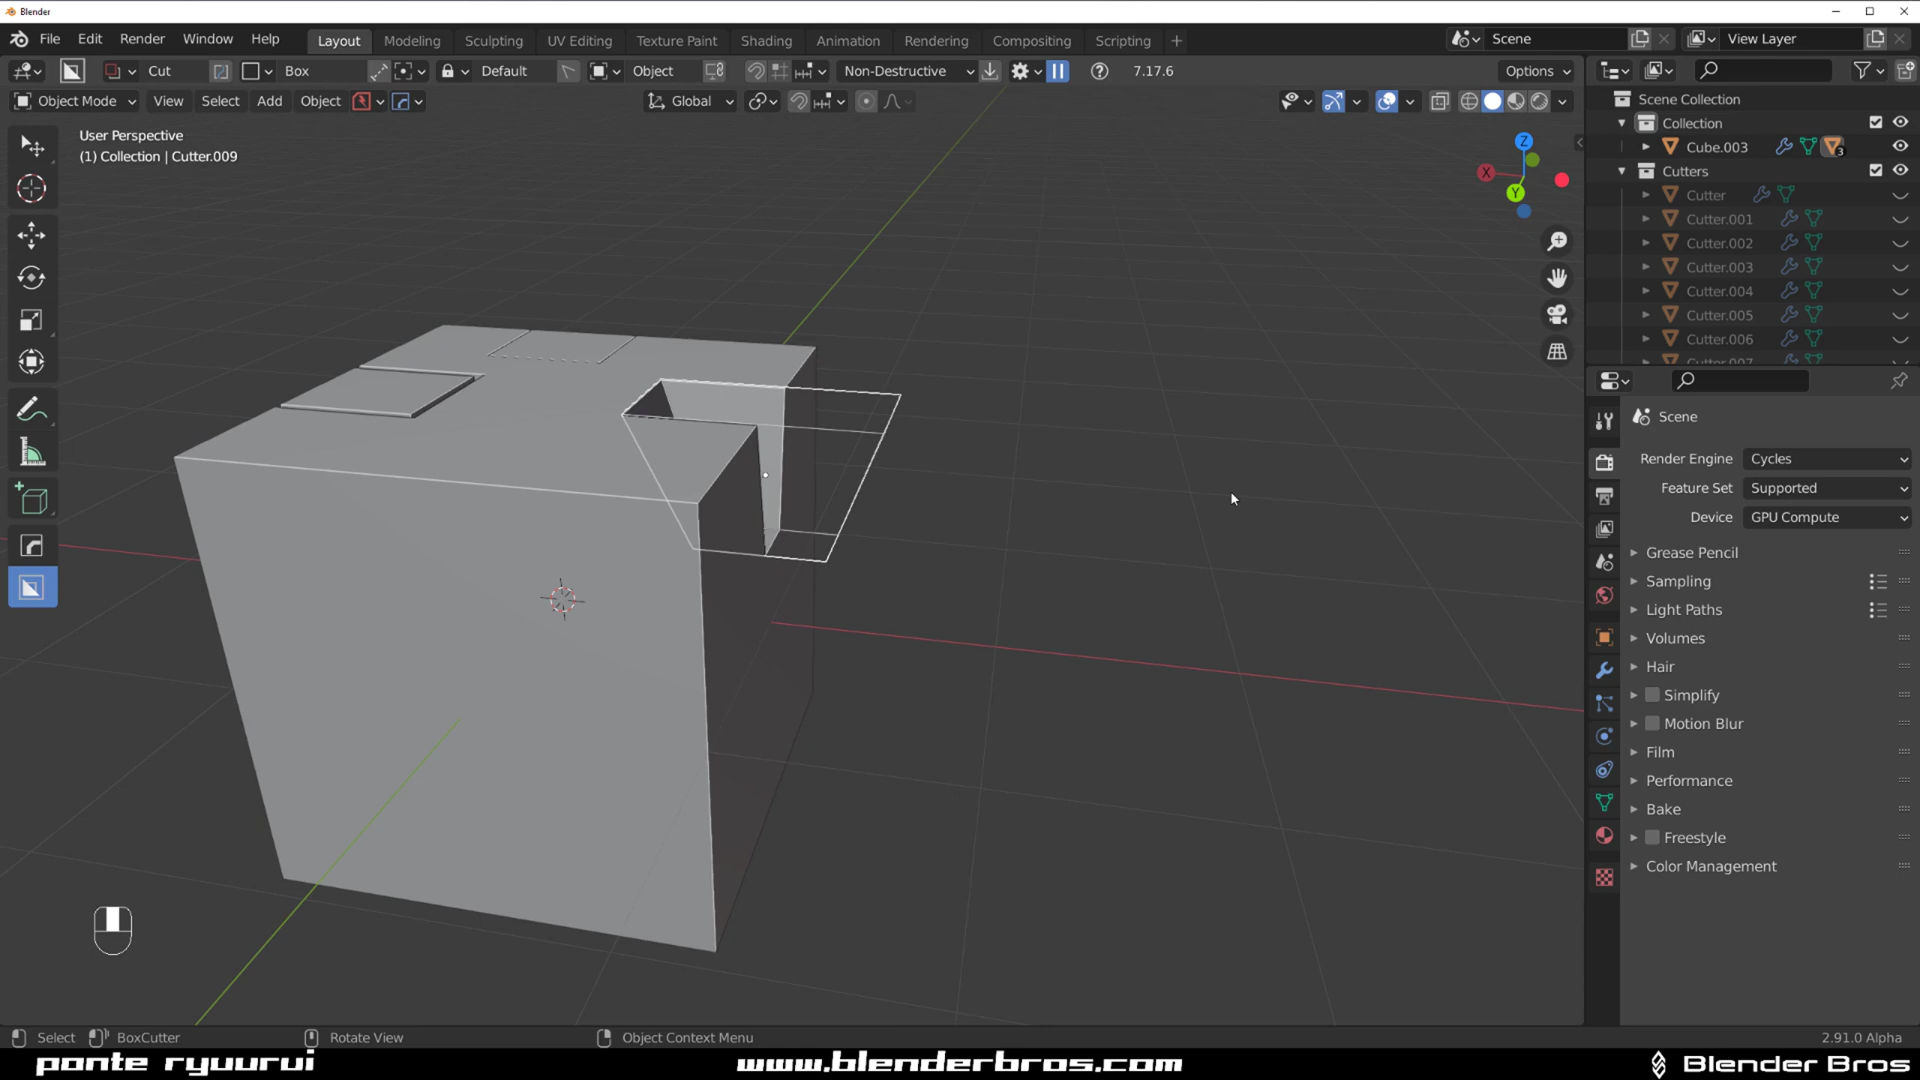 Blender
File Edit Render Window Help Layout Modeling Sculpting UV Editing Texture Paint Shading Animation Rendering Compositing Scripting + Scene View Layer
Cut Box Default Object Non-Destructive 7.17.6 Options
Object Mode View Select Add Object Global
User Perspective
(1) Collection | Cutter.009
Z
X
Y
Scene Collection
Collection
Cube.003 3
Cutters
Cutter
Cutter.001
Cutter.002
Cutter.003
Cutter.004
Cutter.005
Cutter.006
Cutter.007
Scene
Render Engine Cycles
Feature Set Supported
Device GPU Compute
Grease Pencil
Sampling
Light Paths
Volumes
Hair
Simplify
Motion Blur
Film
Performance
Bake
Freestyle
Color Management
Select BoxCutter Rotate View Object Context Menu 2.91.0 Alpha
ponte ryuurui www.blenderbros.com Blender Bros